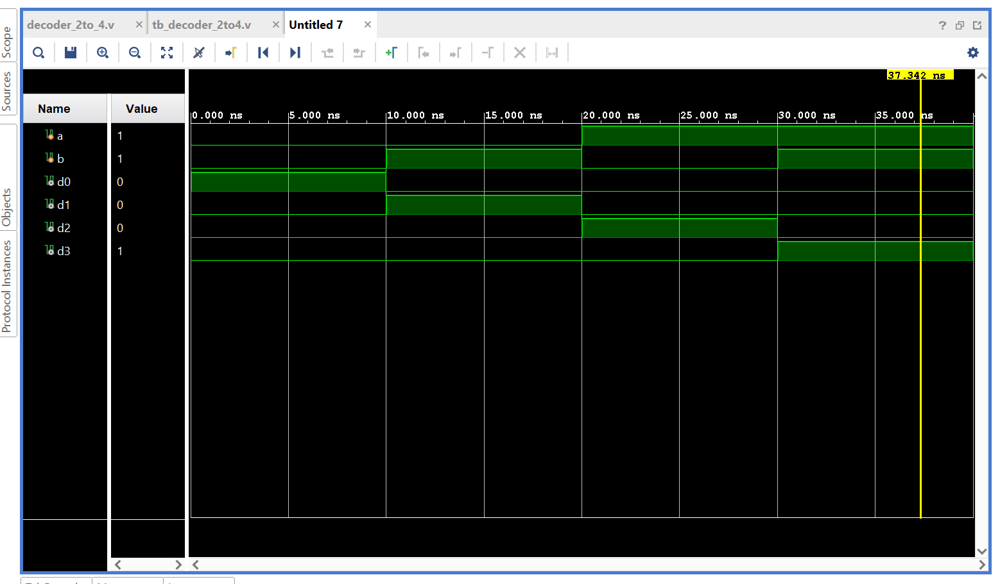 decoder_2to_4.v × tb_decoder_2to4.v × Untitled 7 ×
?
Scope
Sources
Objects
Protocol Instances
37.342 ns
Name Value
0.000 ns 5.000 ns 10.000 ns 15.000 ns 20.000 ns 25.000 ns 30.000 ns 35.000 ns
a 1
b 1
d0 0
d1 0
d2 0
d3 1